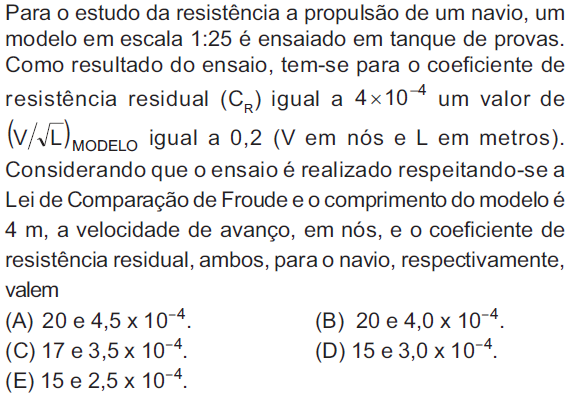 Para o estudo da resistência a propulsão de um navio, um
modelo em escala 1:25 é ensaiado em tanque de provas.
Como resultado do ensaio, tem-se para o coeficiente de
resistência residual (C_R) igual a 4×10⁻⁴ um valor de
(V/√L)_MODELO igual a 0,2 (V em nós e L em metros).
Considerando que o ensaio é realizado respeitando-se a
Lei de Comparação de Froude e o comprimento do modelo é
4 m, a velocidade de avanço, em nós, e o coeficiente de
resistência residual, ambos, para o navio, respectivamente,
valem
(A) 20 e 4,5 x 10⁻⁴. (B) 20 e 4,0 x 10⁻⁴.
(C) 17 e 3,5 x 10⁻⁴. (D) 15 e 3,0 x 10⁻⁴.
(E) 15 e 2,5 x 10⁻⁴.